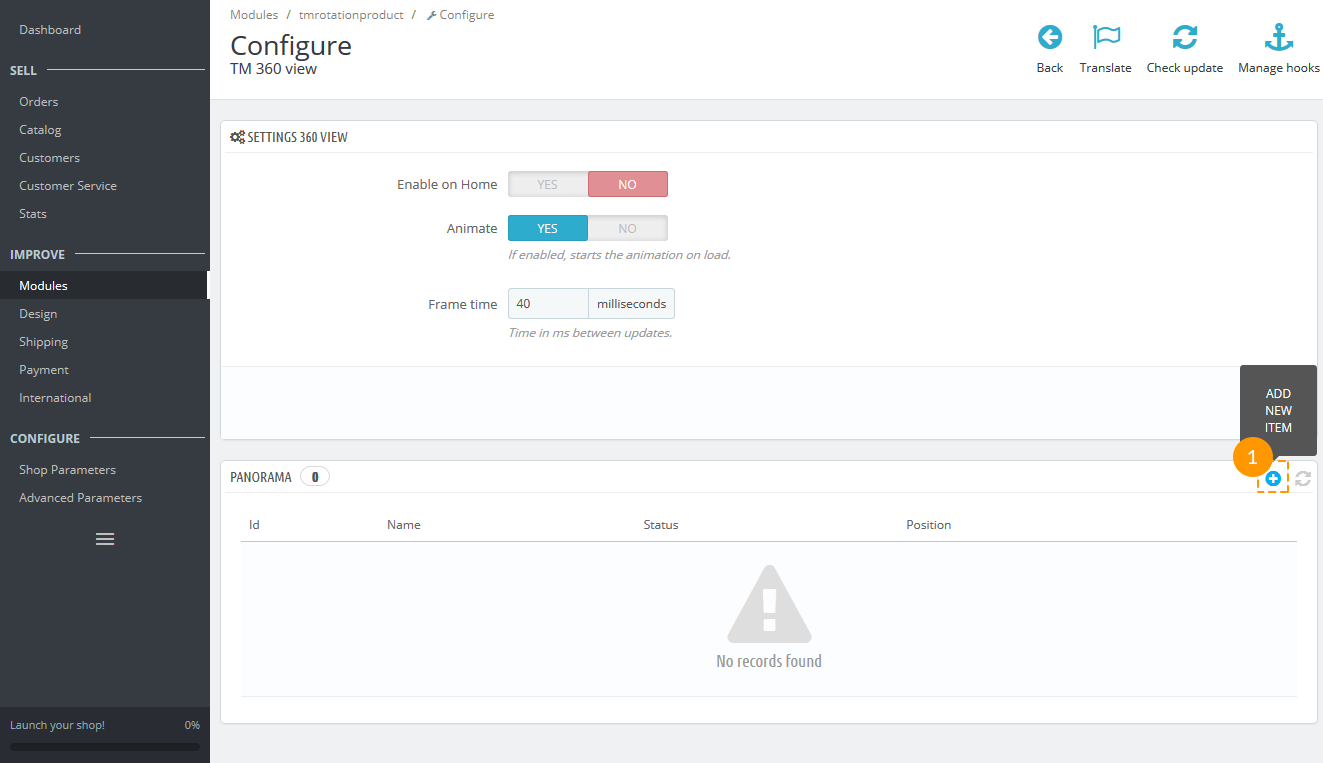 Dashboard
SELL
Orders
Catalog
Customers
Customer Service
Stats
IMPROVE
Modules
Design
Shipping
Payment
International
CONFIGURE
Shop Parameters
Advanced Parameters
Launch your shop! 0%
Modules / tmrotationproduct / Configure
Configure
TM 360 view
Back Translate Check update Manage hooks
SETTINGS 360 VIEW
Enable on Home YES NO
Animate YES NO
If enabled, starts the animation on load.
Frame time 40 milliseconds
Time in ms between updates.
ADD
NEW
ITEM
1
PANORAMA 0
Id Name Status Position
No records found